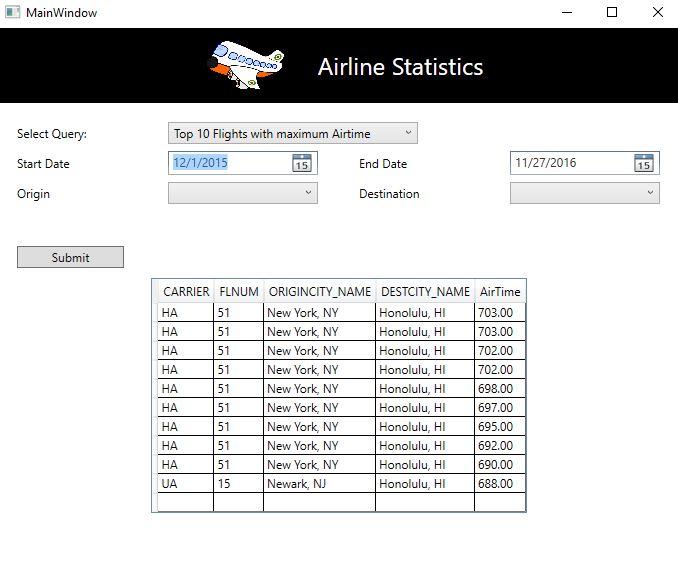 MainWindow
Airline Statistics
Select Query: Top 10 Flights with maximum Airtime
Start Date 12/1/2015 15 End Date 11/27/2016 15
Origin Destination
Submit
CARRIER FLNUM ORIGINCITY_NAME DESTCITY_NAME AirTime
HA 51 New York, NY Honolulu, HI 703.00
HA 51 New York, NY Honolulu, HI 703.00
HA 51 New York, NY Honolulu, HI 702.00
HA 51 New York, NY Honolulu, HI 702.00
HA 51 New York, NY Honolulu, HI 698.00
HA 51 New York, NY Honolulu, HI 697.00
HA 51 New York, NY Honolulu, HI 695.00
HA 51 New York, NY Honolulu, HI 692.00
HA 51 New York, NY Honolulu, HI 690.00
UA 15 Newark, NJ Honolulu, HI 688.00